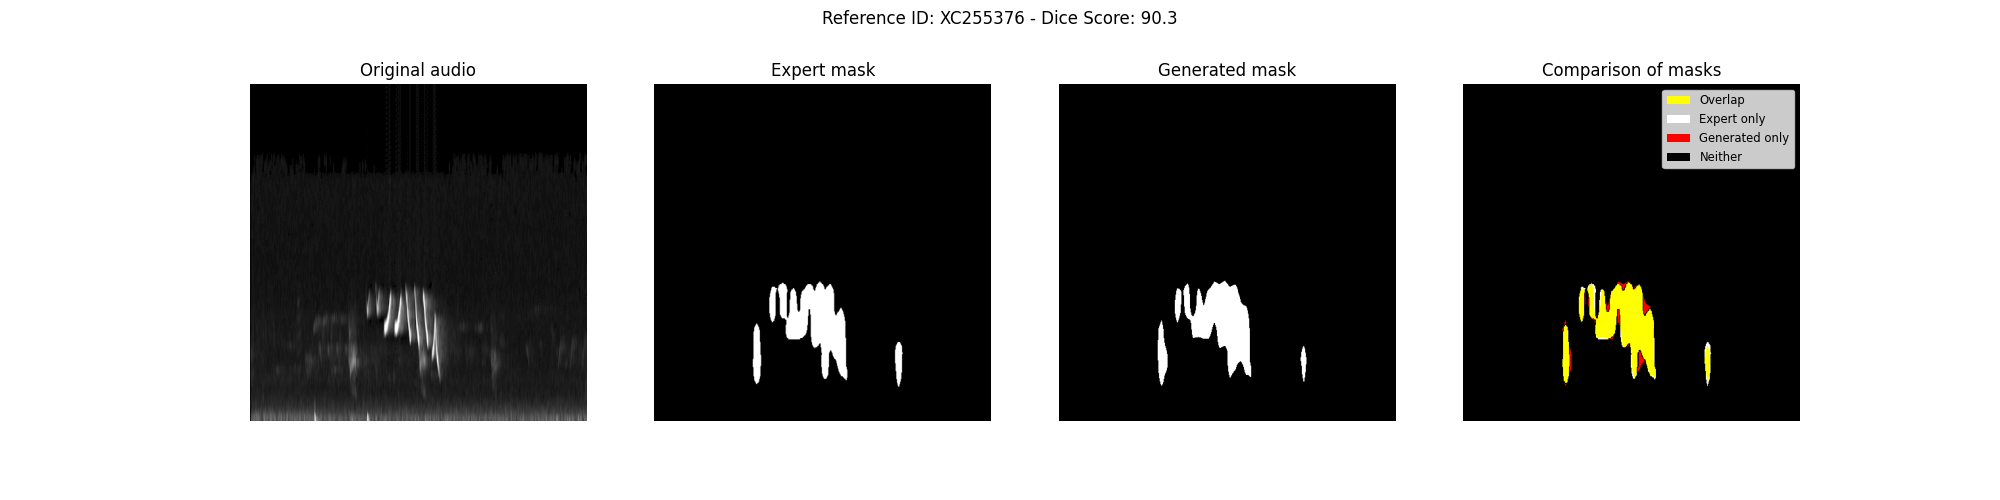 Reference ID: XC255376 - Dice Score: 90.3
Original audio
Expert mask
Generated mask
Comparison of masks
Overlap
Expert only
Generated only
Neither